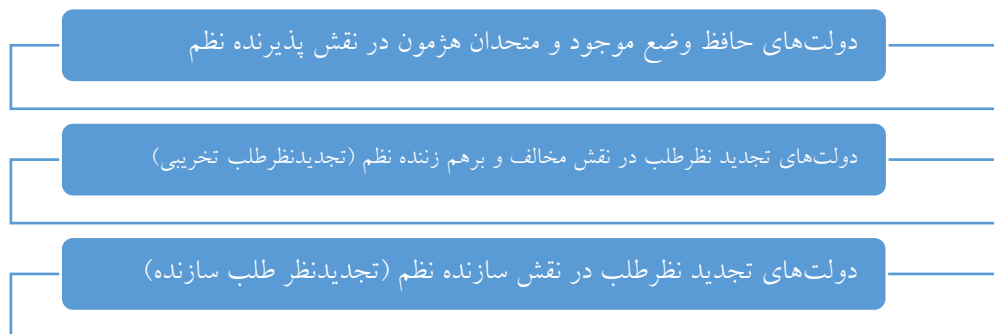 دولت‌های حافظ وضع موجود و متحدان هژمون در نقش پذیرنده نظم
دولت‌های تجدید نظرطلب در نقش مخالف و برهم زننده نظم (تجدیدنظرطلب تخریبی)
دولت‌های تجدید نظرطلب در نقش سازنده نظم (تجدیدنظر طلب سازنده)